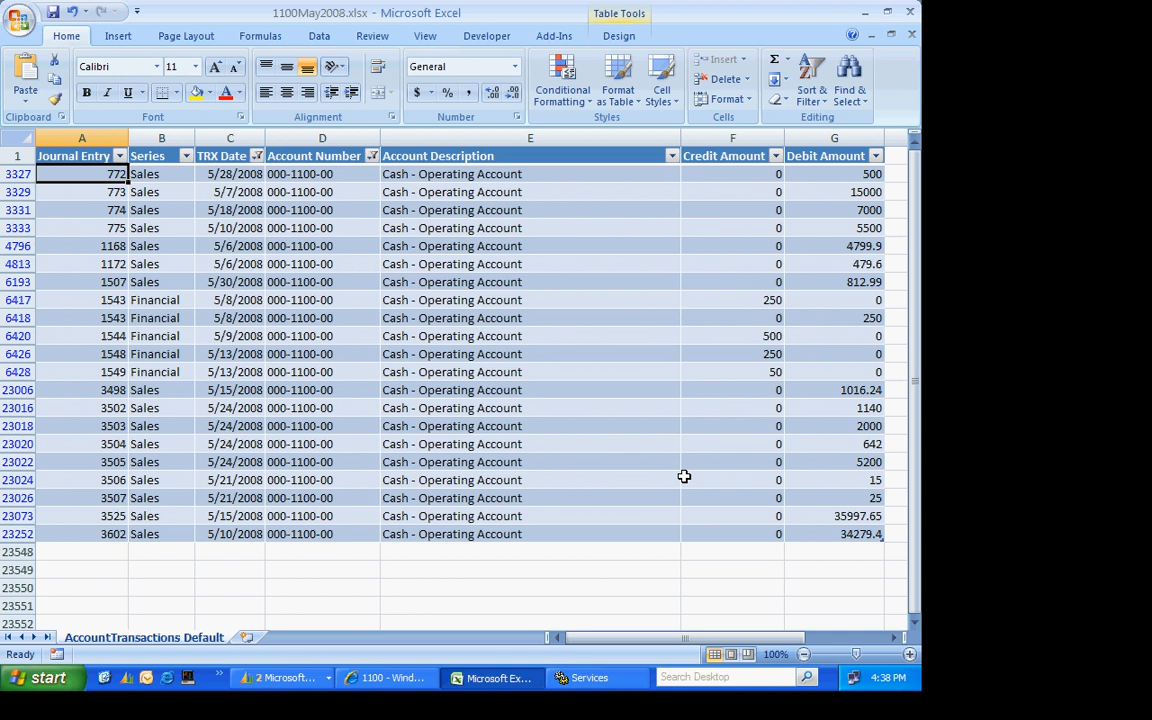 1100May2008.xlsx - Microsoft Excel
Table Tools
Home Insert Page Layout Formulas Data Review View Developer Add-Ins Design
Calibri 11 General Insert
Paste Conditional Formatting Format as Table Cell Styles Delete Sort & Filter Find & Select
Format
Clipboard Font Alignment Number Styles Cells Editing
A B C D E F G
1 Journal Entry Series TRX Date Account Number Account Description Credit Amount Debit Amount
3327 772 Sales 5/28/2008 000-1100-00 Cash - Operating Account 0 500
3329 773 Sales 5/7/2008 000-1100-00 Cash - Operating Account 0 15000
3331 774 Sales 5/18/2008 000-1100-00 Cash - Operating Account 0 7000
3333 775 Sales 5/10/2008 000-1100-00 Cash - Operating Account 0 5500
4796 1168 Sales 5/6/2008 000-1100-00 Cash - Operating Account 0 4799.9
4813 1172 Sales 5/6/2008 000-1100-00 Cash - Operating Account 0 479.6
6193 1507 Sales 5/30/2008 000-1100-00 Cash - Operating Account 0 812.99
6417 1543 Financial 5/8/2008 000-1100-00 Cash - Operating Account 250 0
6418 1543 Financial 5/8/2008 000-1100-00 Cash - Operating Account 0 250
6420 1544 Financial 5/9/2008 000-1100-00 Cash - Operating Account 500 0
6426 1548 Financial 5/13/2008 000-1100-00 Cash - Operating Account 250 0
6428 1549 Financial 5/13/2008 000-1100-00 Cash - Operating Account 50 0
23006 3498 Sales 5/15/2008 000-1100-00 Cash - Operating Account 0 1016.24
23016 3502 Sales 5/24/2008 000-1100-00 Cash - Operating Account 0 1140
23018 3503 Sales 5/24/2008 000-1100-00 Cash - Operating Account 0 2000
23020 3504 Sales 5/24/2008 000-1100-00 Cash - Operating Account 0 642
23022 3505 Sales 5/24/2008 000-1100-00 Cash - Operating Account 0 5200
23024 3506 Sales 5/21/2008 000-1100-00 Cash - Operating Account 0 15
23026 3507 Sales 5/21/2008 000-1100-00 Cash - Operating Account 0 25
23073 3525 Sales 5/15/2008 000-1100-00 Cash - Operating Account 0 35997.65
23252 3602 Sales 5/10/2008 000-1100-00 Cash - Operating Account 0 34279.4
23548
23549
23550
23551
23552
AccountTransactions Default
Ready 100%
start 2 Microsoft... 1100 - Wind... Microsoft Exc... Services Search Desktop 4:38 PM